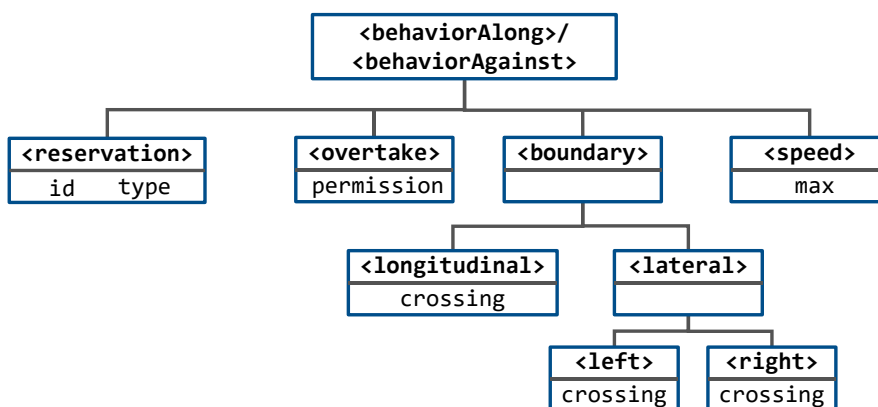 <behaviorAlong>/
<behaviorAgainst>
<reservation>
id type
<overtake>
permission
<boundary>
<speed>
max
<longitudinal>
crossing
<lateral>
<left>
crossing
<right>
crossing